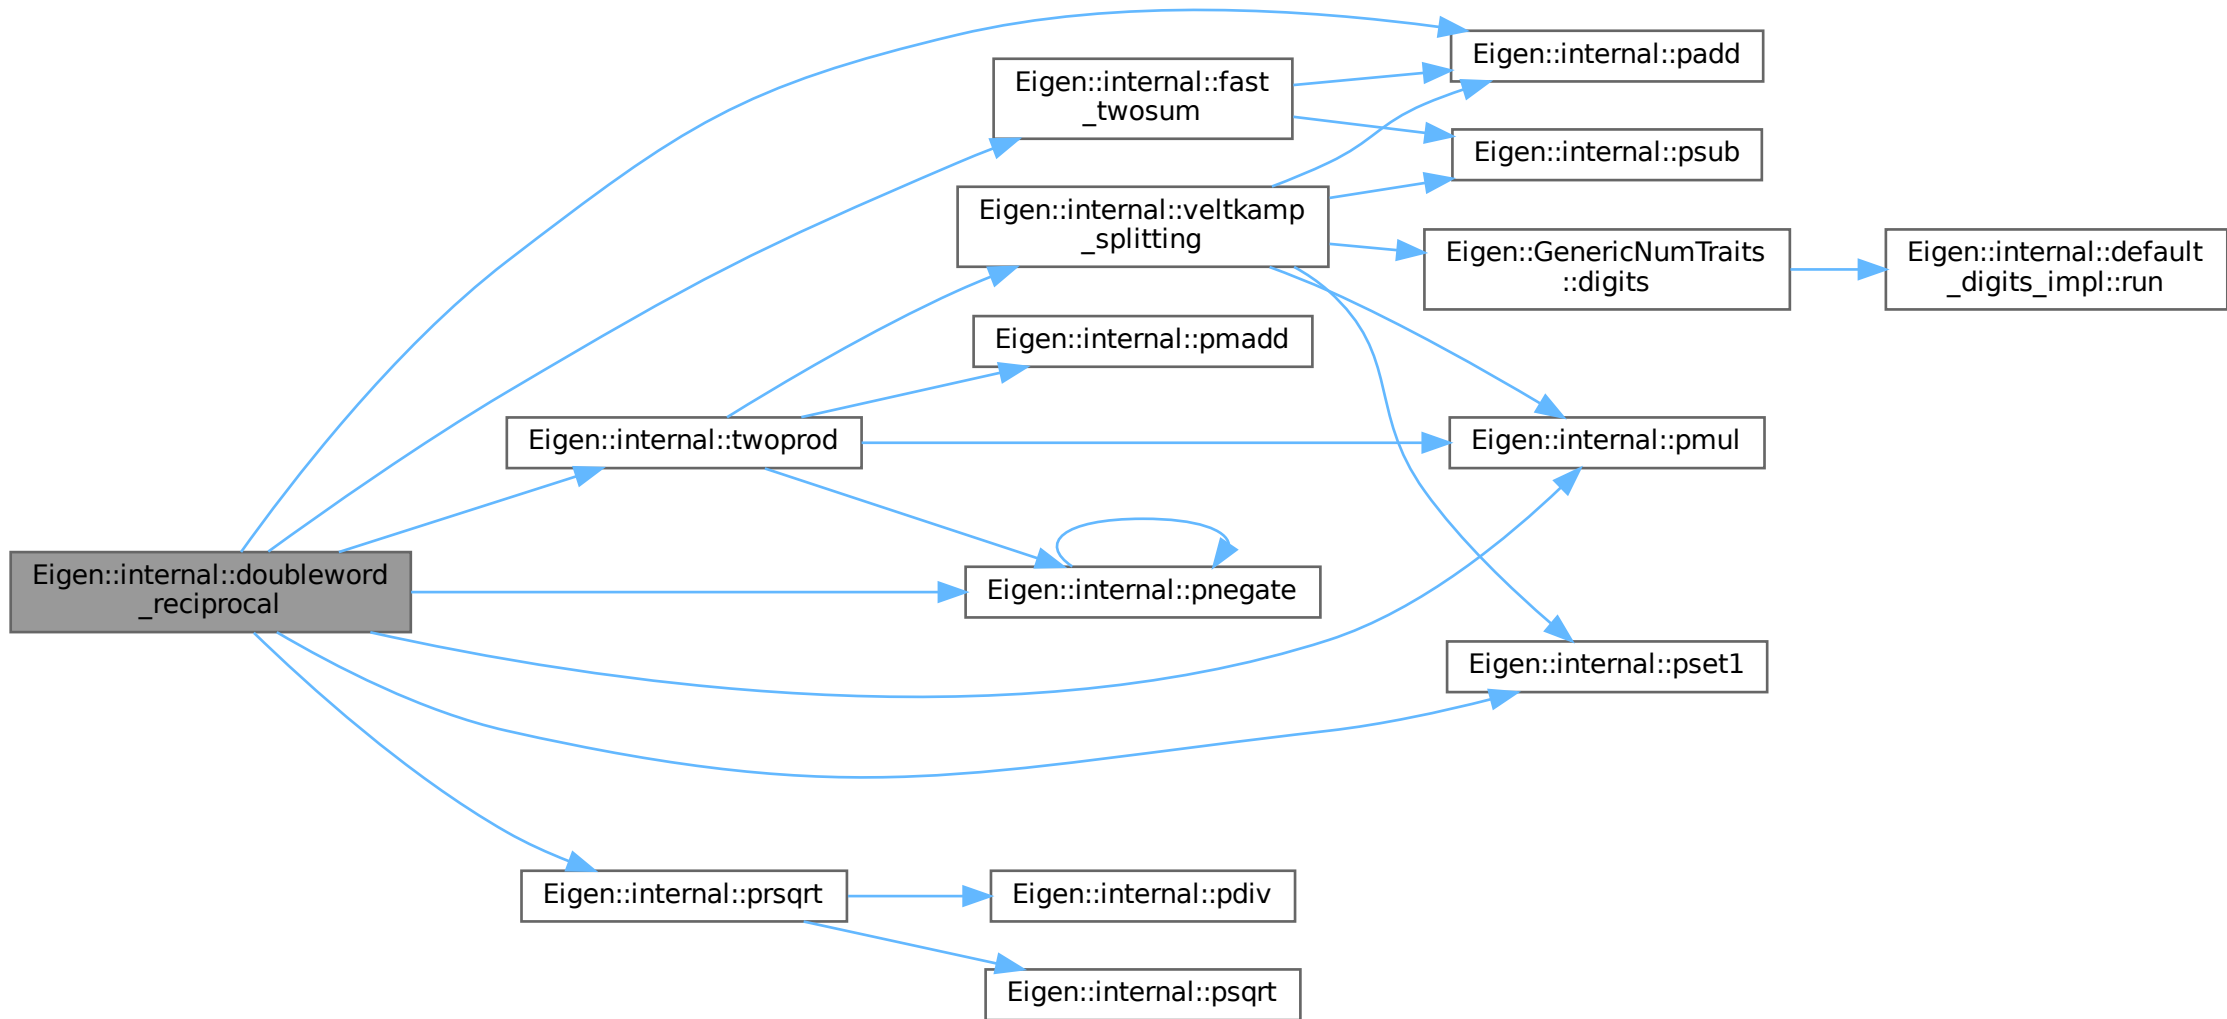 Eigen::internal::padd
Eigen::internal::fast
_twosum
Eigen::internal::psub
Eigen::internal::veltkamp
_splitting
Eigen::GenericNumTraits
::digits
Eigen::internal::default
_digits_impl::run
Eigen::internal::pmadd
Eigen::internal::twoprod
Eigen::internal::pmul
Eigen::internal::doubleword
_reciprocal
Eigen::internal::pnegate
Eigen::internal::pset1
Eigen::internal::prsqrt
Eigen::internal::pdiv
Eigen::internal::psqrt